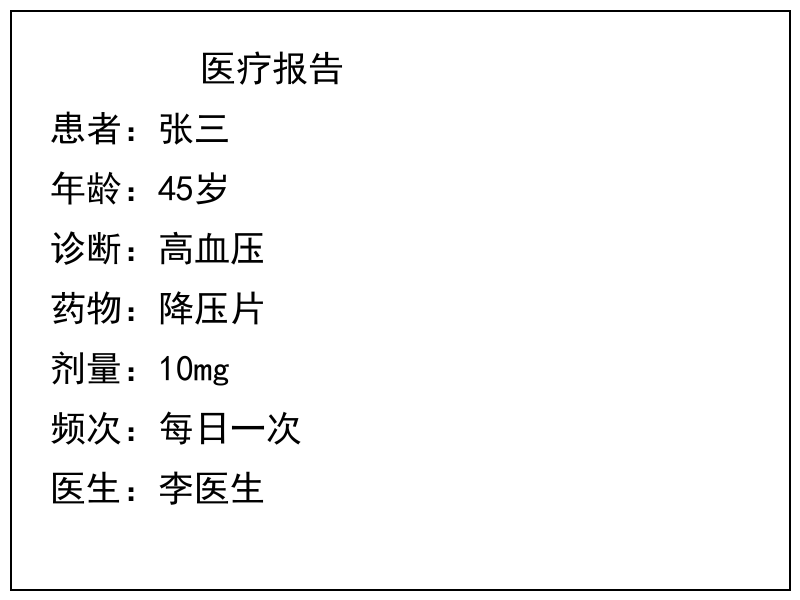 医疗报告
患者：张三
年龄：45岁
诊断：高血压
药物：降压片
剂量：10mg
频次：每日一次
医生：李医生